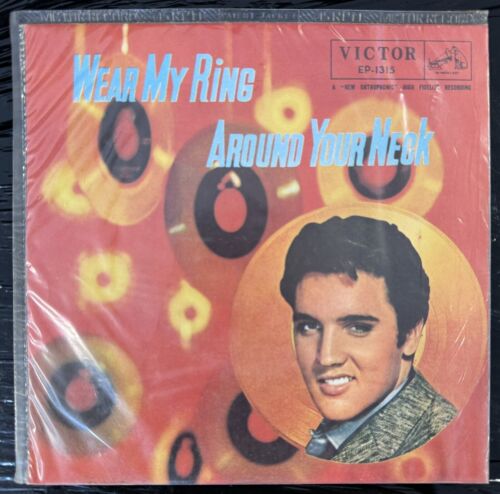 VICTOR
EP-1315
A "NEW ORTHOPHONIC" HIGH FIDELITY RECORDING
WEAR MY RING
AROUND YOUR NECK